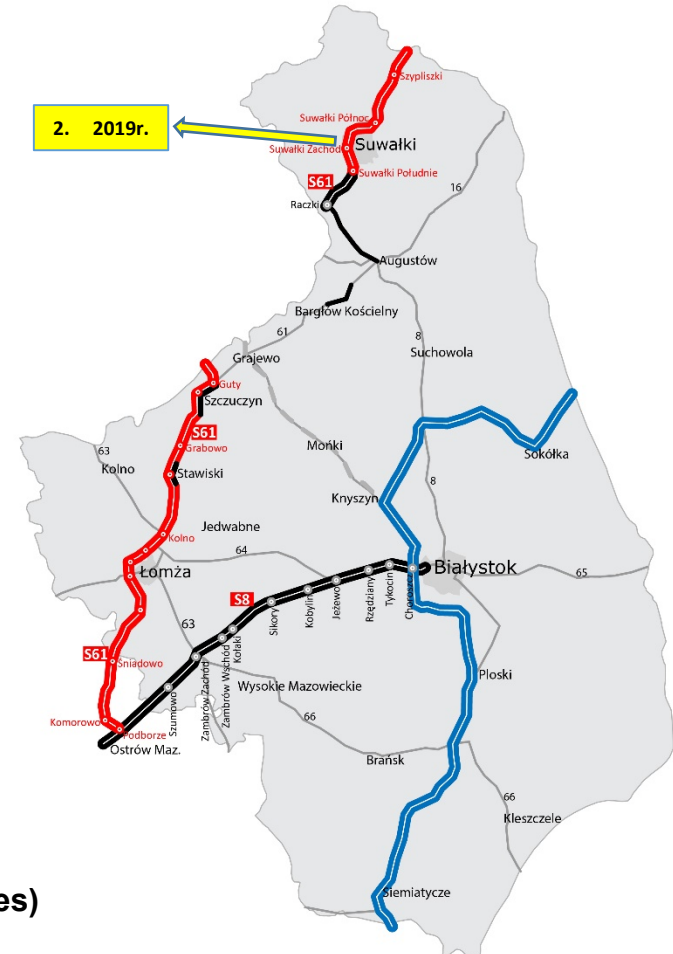 Szypliszki
2. 2019r.
Suwałki Północ
Suwałki Zachód
Suwałki
Suwałki Południe
S61
16
Raczki
Augustów
Bargłów Kościelny
61
8
Suchowola
Grajewo
Guty
Szczuczyn
S61
Grabowo
63
Mońki
Sokółka
Kolno
Stawiski
8
Knyszyn
Jedwabne
Kolno
64
Białystok
Łomża
65
Choroszcz
Tykocin
Rzędziany
Jeżewo
Kobylin
Sikory
S8
Kołaki
63
Zambrów Wschód
Zambrów Zachód
S61
Śniadowo
Szumowo
Wysokie Mazowieckie
Ploski
Komorowo
Podborze
66
Ostrów Maz.
Brańsk
66
Kleszczele
Siemiatycze
es)